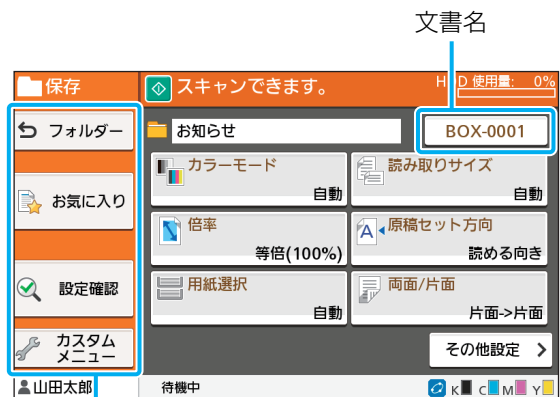 文書名
保存
スキャンできます。
HDD 使用量: 0%
フォルダー
お知らせ
BOX-0001
お気に入り
カラーモード
自動
読み取りサイズ
自動
倍率
等倍(100%)
原稿セット方向
読める向き
設定確認
用紙選択
自動
両面/片面
片面->片面
カスタム
メニュー
その他設定
山田太郎
待機中
K C M Y